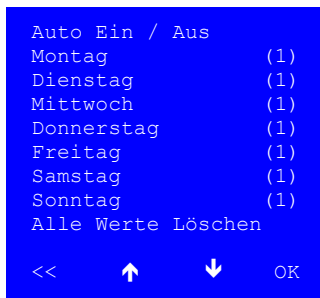 Auto Ein / Aus
Montag (1)
Dienstag (1)
Mittwoch (1)
Donnerstag (1)
Freitag (1)
Samstag (1)
Sonntag (1)
Alle Werte Löschen
<< ↑ ↓ OK